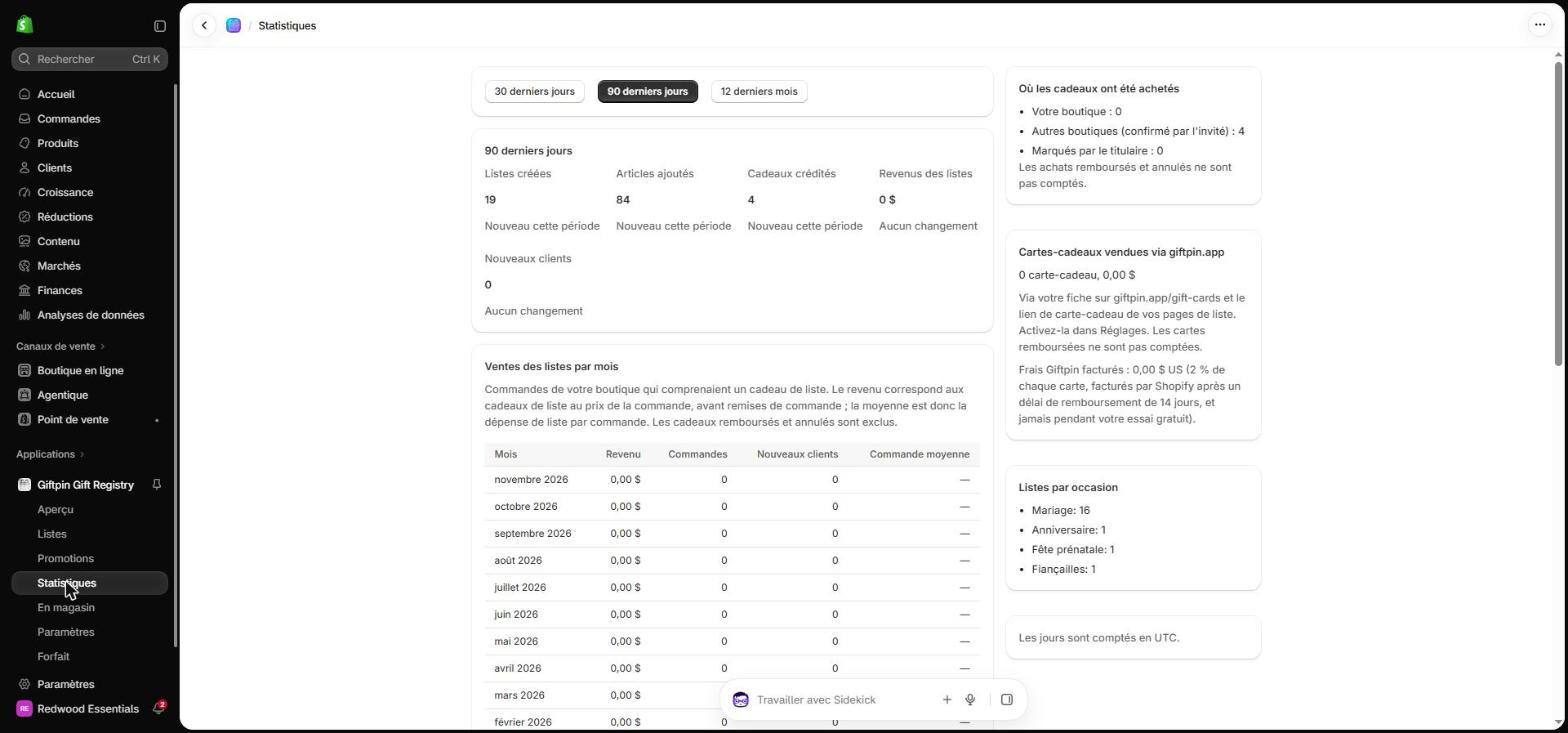 Rechercher Ctrl K
Accueil
Commandes
Produits
Clients
Croissance
Réductions
Contenu
Marchés
Finances
Analyses de données
Canaux de vente
Boutique en ligne
Agentique
Point de vente
Applications
Giftpin Gift Registry
Aperçu
Listes
Promotions
Statistiques
En magasin
Paramètres
Forfait
Paramètres
RE Redwood Essentials 2
/ Statistiques
30 derniers jours 90 derniers jours 12 derniers mois
90 derniers jours
Listes créées Articles ajoutés Cadeaux crédités Revenus des listes
19 84 4 0 $
Nouveau cette période Nouveau cette période Nouveau cette période Aucun changement
Nouveaux clients
0
Aucun changement
Ventes des listes par mois
Commandes de votre boutique qui comprenaient un cadeau de liste. Le revenu correspond aux
cadeaux de liste au prix de la commande, avant remises de commande ; la moyenne est donc la
dépense de liste par commande. Les cadeaux remboursés et annulés sont exclus.
Mois Revenu Commandes Nouveaux clients Commande moyenne
novembre 2026 0,00 $ 0 0 —
octobre 2026 0,00 $ 0 0 —
septembre 2026 0,00 $ 0 0 —
août 2026 0,00 $ 0 0 —
juillet 2026 0,00 $ 0 0 —
juin 2026 0,00 $ 0 0 —
mai 2026 0,00 $ 0 0 —
avril 2026 0,00 $ 0 0 —
mars 2026 0,00 $
février 2026 0,00 $ 0 0 —
Travailler avec Sidekick
Où les cadeaux ont été achetés
• Votre boutique : 0
• Autres boutiques (confirmé par l'invité) : 4
• Marqués par le titulaire : 0
Les achats remboursés et annulés ne sont
pas comptés.
Cartes-cadeaux vendues via giftpin.app
0 carte-cadeau, 0,00 $
Via votre fiche sur giftpin.app/gift-cards et le
lien de carte-cadeau de vos pages de liste.
Activez-la dans Réglages. Les cartes
remboursées ne sont pas comptées.
Frais Giftpin facturés : 0,00 $ US (2 % de
chaque carte, facturés par Shopify après un
délai de remboursement de 14 jours, et
jamais pendant votre essai gratuit).
Listes par occasion
• Mariage: 16
• Anniversaire: 1
• Fête prénatale: 1
• Fiançailles: 1
Les jours sont comptés en UTC.